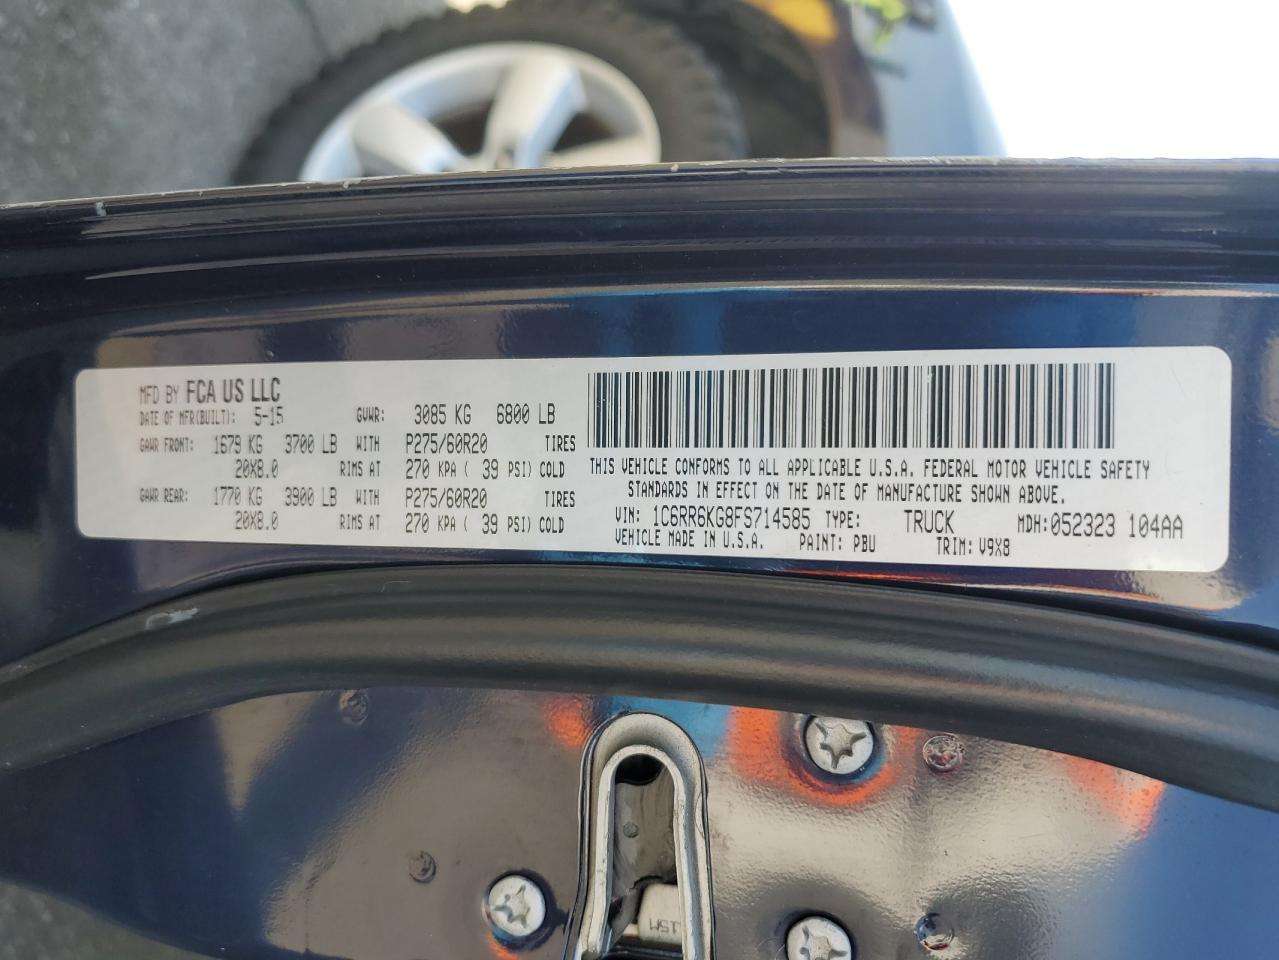 MFD BY FCA US LLC
DATE OF MFR(BUILT): 5-15 GVWR: 3085 KG 6800 LB
GAWR FRONT: 1679 KG 3700 LB WITH P275/60R20 TIRES
20X8.0 RIMS AT 270 KPA ( 39 PSI) COLD
GAWR REAR: 1770 KG 3900 LB WITH P275/60R20 TIRES
20X8.0 RIMS AT 270 KPA ( 39 PSI) COLD
THIS VEHICLE CONFORMS TO ALL APPLICABLE U.S.A. FEDERAL MOTOR VEHICLE SAFETY
STANDARDS IN EFFECT ON THE DATE OF MANUFACTURE SHOWN ABOVE.
VIN: 1C6RR6KG8FS714585 TYPE: TRUCK MDH:052323 104AA
VEHICLE MADE IN U.S.A. PAINT: PBU TRIM: V9X8